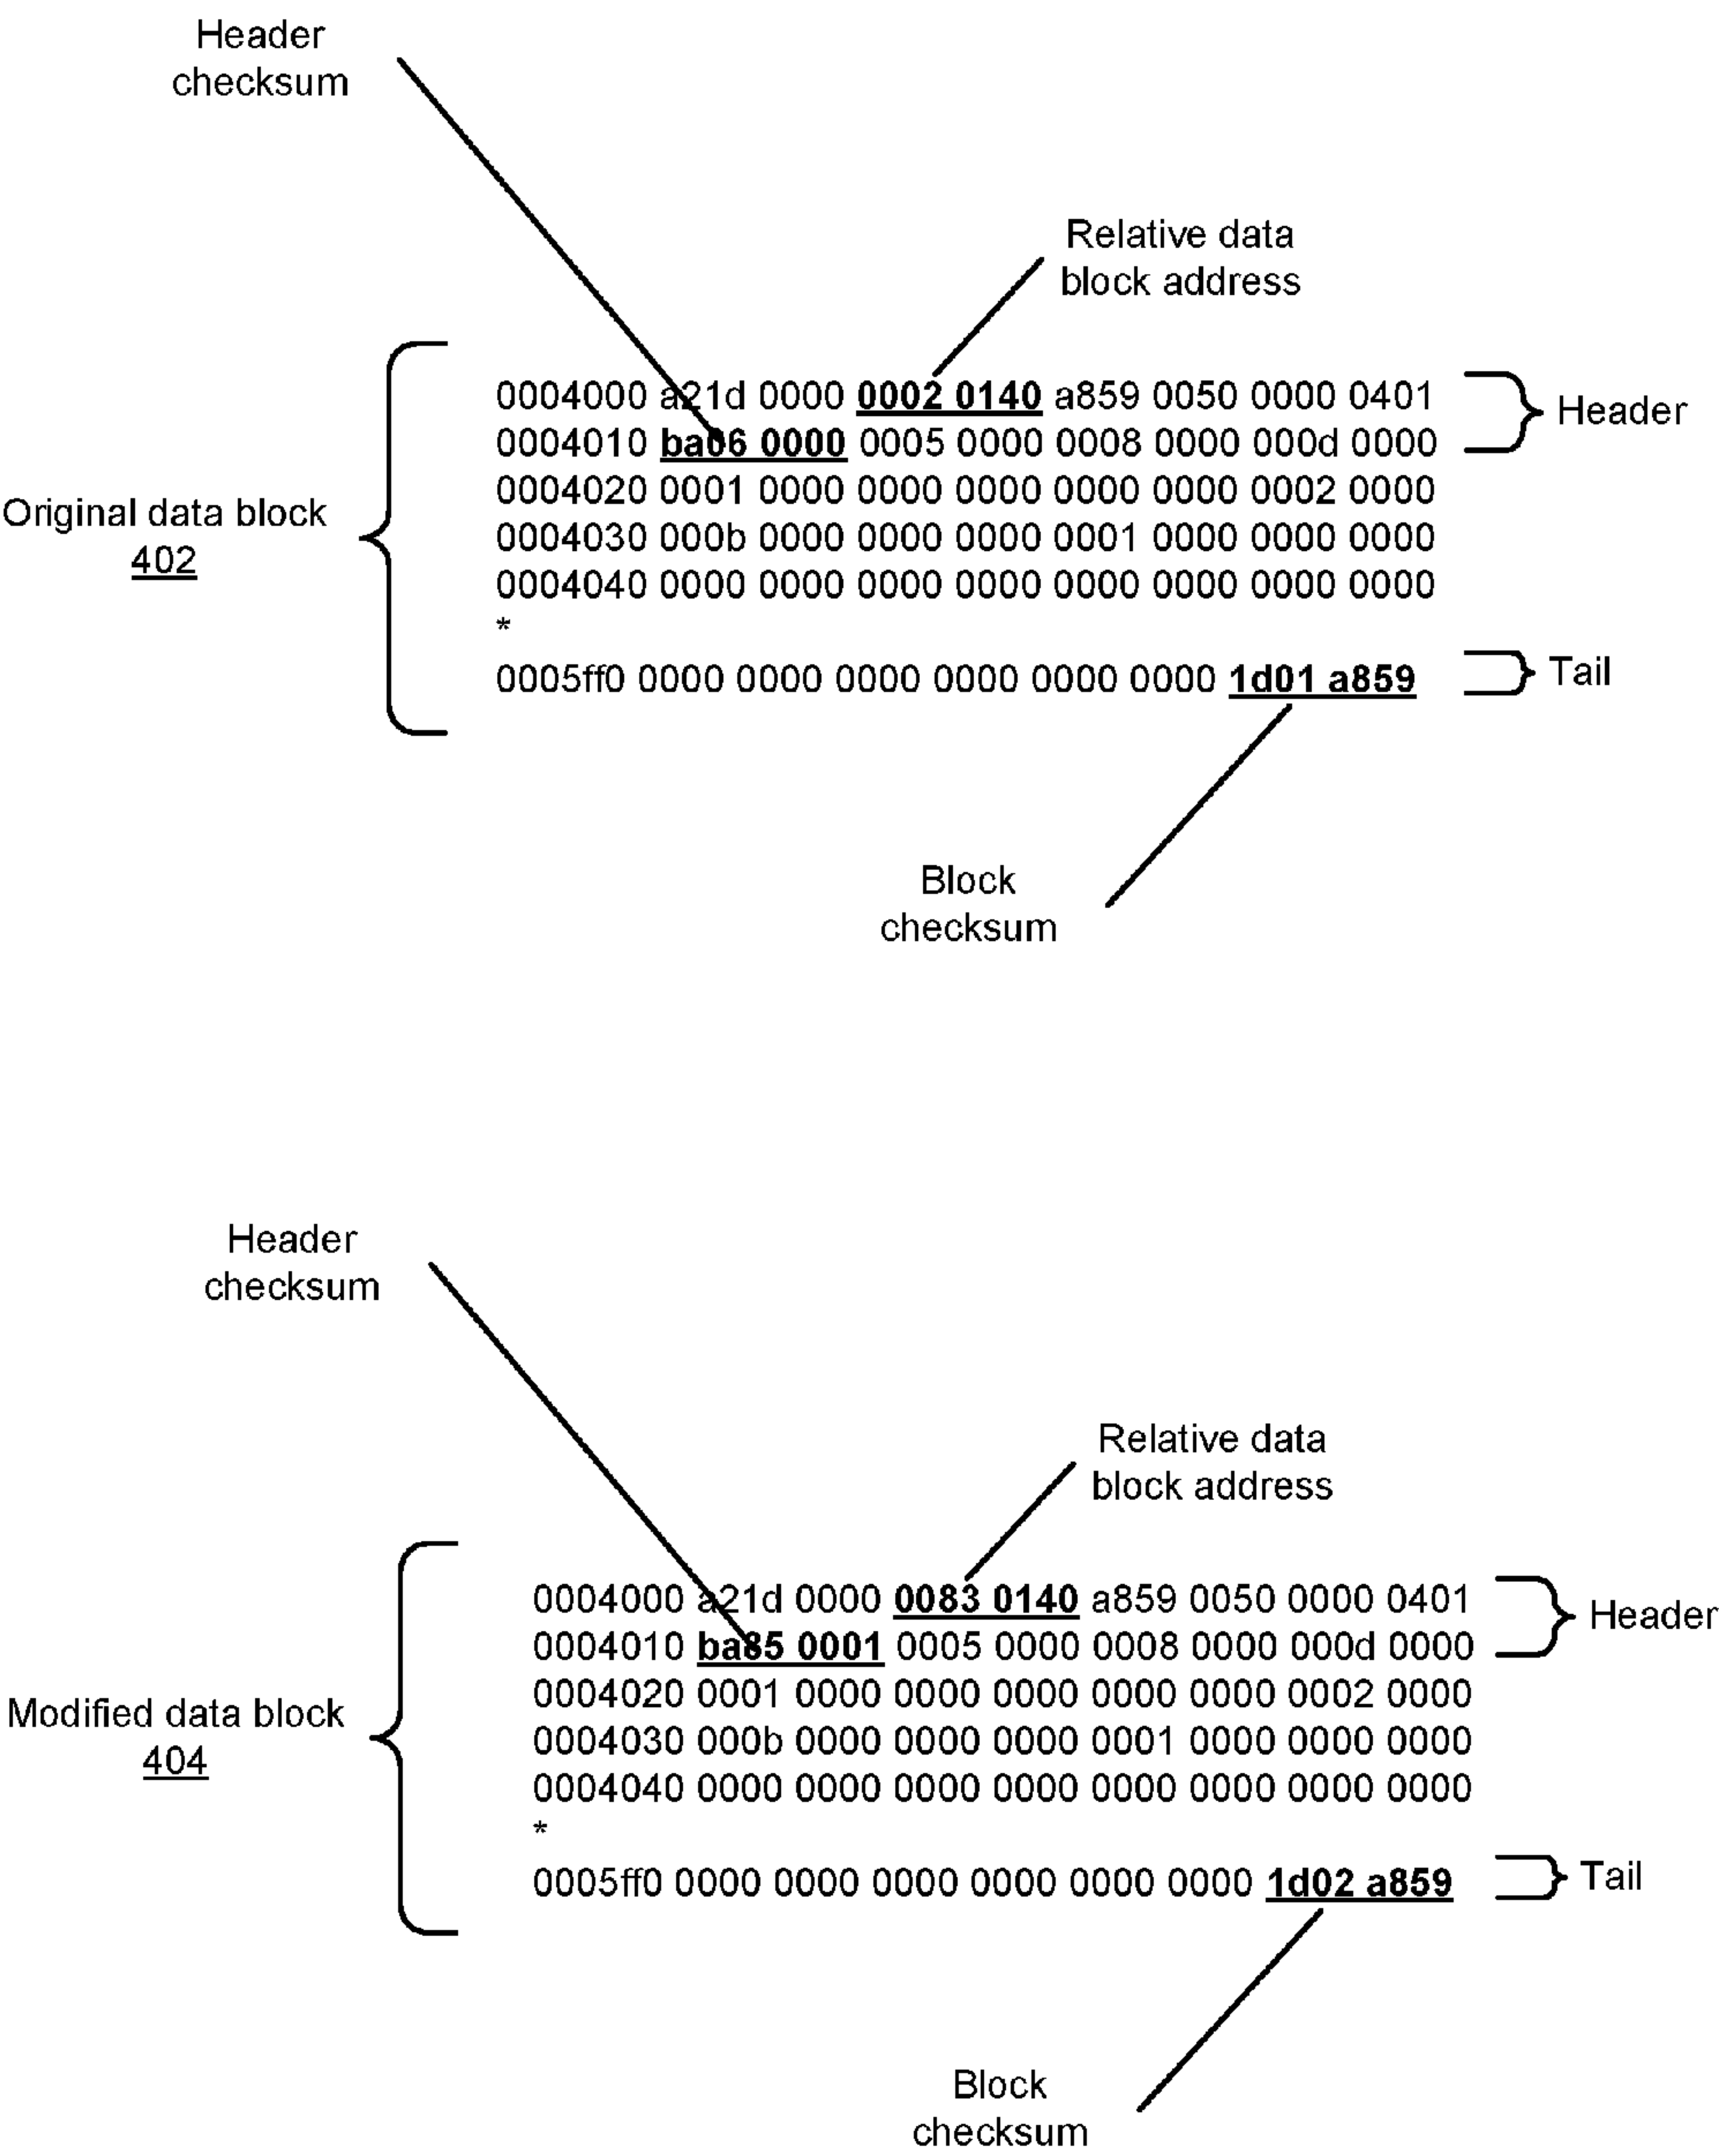 Header
checksum
Relative data
block address
0004000 a21d 0000 0002 0140 a859 0050 0000 0401
Header
0004010 ba06 0000 0005 0000 0008 0000 000d 0000
0004020 0001 0000 0000 0000 0000 0000 0002 0000
Original data block
402
0004030 000b 0000 0000 0000 0001 0000 0000 0000
0004040 0000 0000 0000 0000 0000 0000 0000 0000
*
0005ff0 0000 0000 0000 0000 0000 0000 1d01 a859
Tail
Block
checksum
Header
checksum
Relative data
block address
0004000 a21d 0000 0083 0140 a859 0050 0000 0401
Header
0004010 ba85 0001 0005 0000 0008 0000 000d 0000
0004020 0001 0000 0000 0000 0000 0000 0002 0000
Modified data block
404
0004030 000b 0000 0000 0000 0001 0000 0000 0000
0004040 0000 0000 0000 0000 0000 0000 0000 0000
*
0005ff0 0000 0000 0000 0000 0000 0000 1d02 a859
Tail
Block
checksum